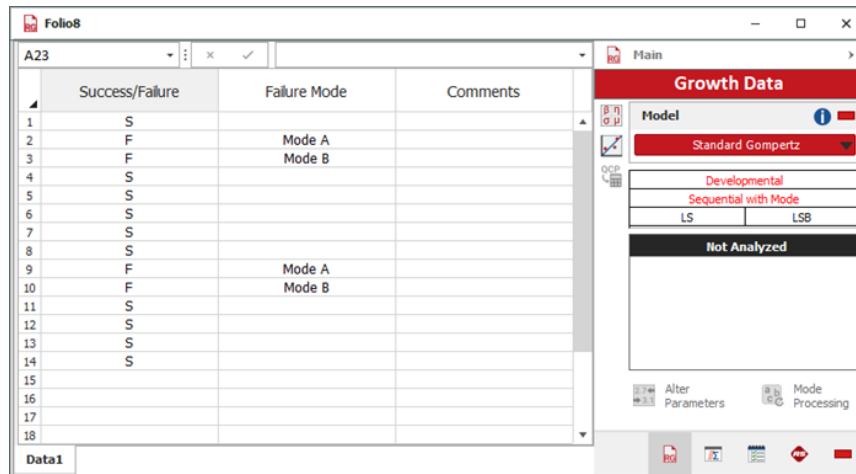 Folio8
A23
Main
Success/Failure Failure Mode Comments
Growth Data
1 S
2 F Mode A
3 F Mode B
4 S
5 S
6 S
7 S
8 S
9 F Mode A
10 F Mode B
11 S
12 S
13 S
14 S
15
16
17
18
Data1
β η
σ μ
QCP
Model
Standard Gompertz
Developmental
Sequential with Mode
LS LSB
Not Analyzed
Alter Parameters
Mode Processing